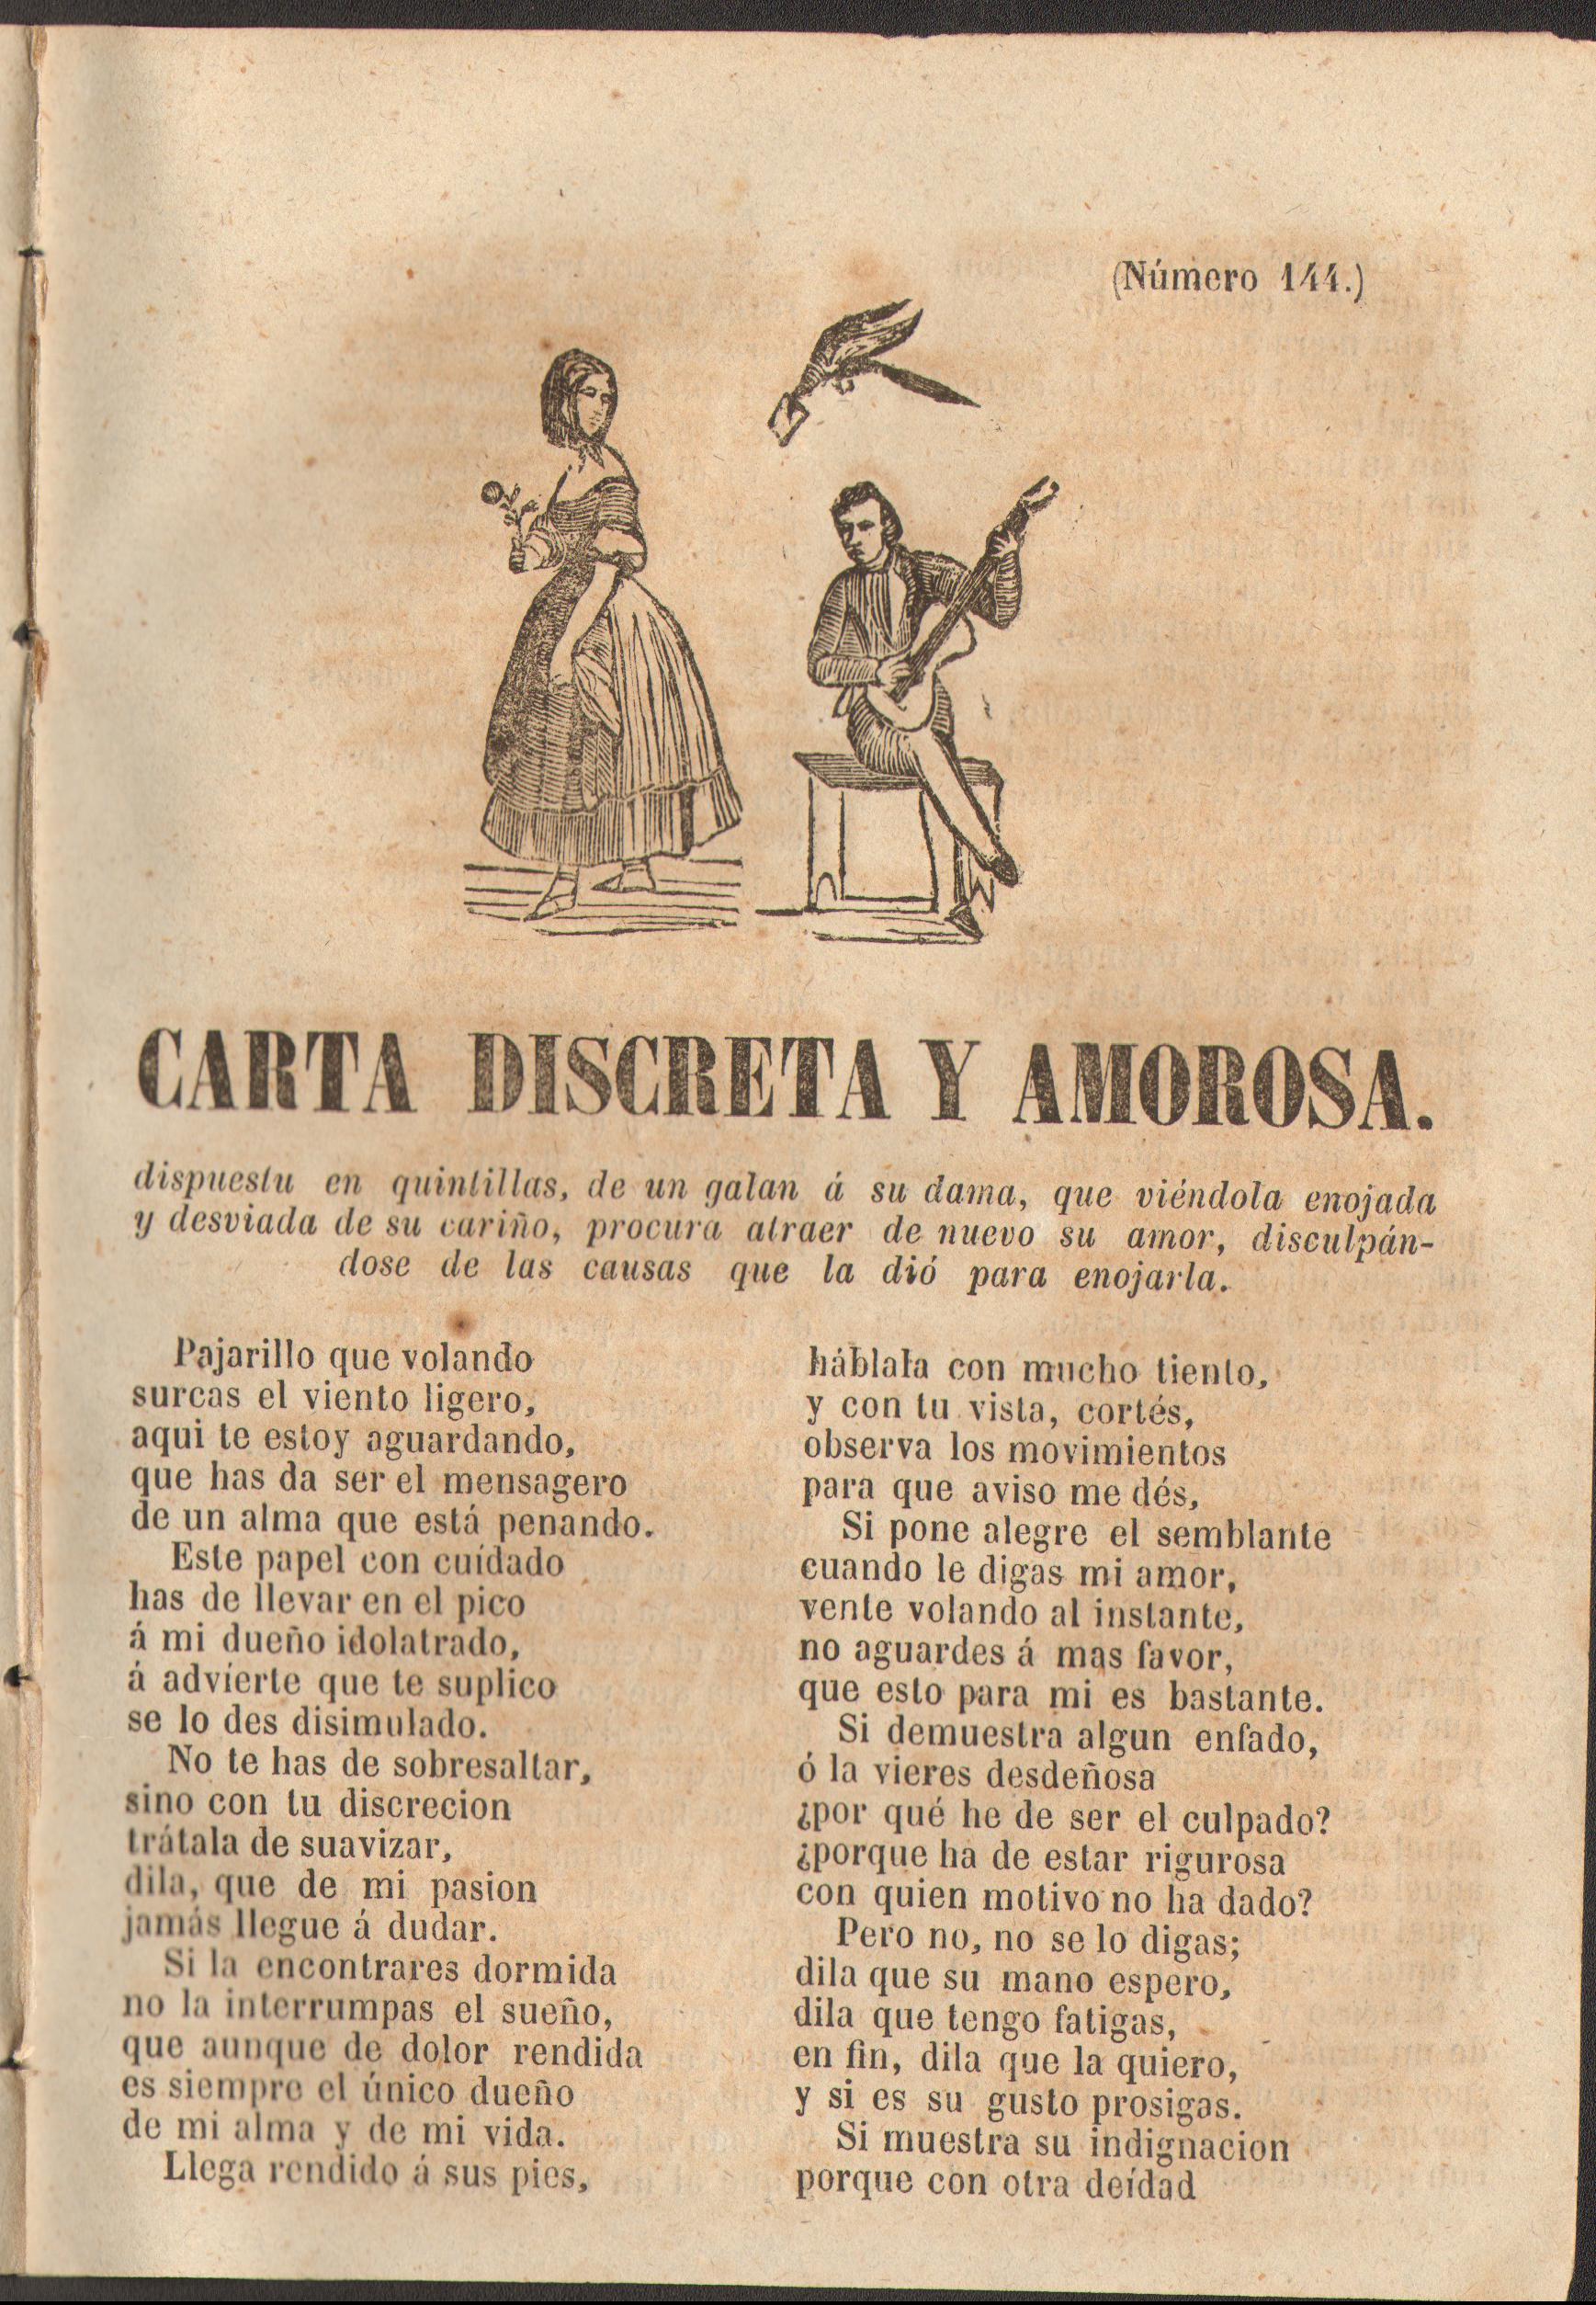 (Número 144.)
CARTA DISCRETA Y AMOROSA.
dispuestu en quintillas, de un galan á su dama, que viéndola enojada
y desviada de su cariño, procura atraer de nuevo su amor, disculpán-
dose de las causas que la dió para enojarla.
Pajarillo que volando
surcas el viento ligero,
aqui te estoy aguardando,
que has da ser el mensagero
de un alma que está penando.
Este papel con cuídado
has de llevar en el pico
á mi dueño idolatrado,
á advierte que te suplico
se lo des disimulado.
No te has de sobresaltar,
sino con tu discrecion
trátala de suavizar,
dila, que de mi pasion
jamás llegue á dudar.
Si la encontrares dormida
no la interrumpas el sueño,
que aunque de dolor rendida
es siempre el único dueño
de mi alma y de mi vida.
Llega rendido á sus pies,
háblala con mucho tiento,
y con tu vista, cortés,
observa los movimientos
para que aviso me dés,
Si pone alegre el semblante
cuando le digas mi amor,
vente volando al instante,
no aguardes á mas favor,
que esto para mi es bastante.
Si demuestra algun enfado,
ó la vieres desdeñosa
¿por qué he de ser el culpado?
¿porque ha de estar rigurosa
con quien motivo no ha dado?
Pero no, no se lo digas;
dila que su mano espero,
dila que tengo fatigas,
en fin, dila que la quiero,
y si es su gusto prosigas.
Si muestra su indignacion
porque con otra deídad